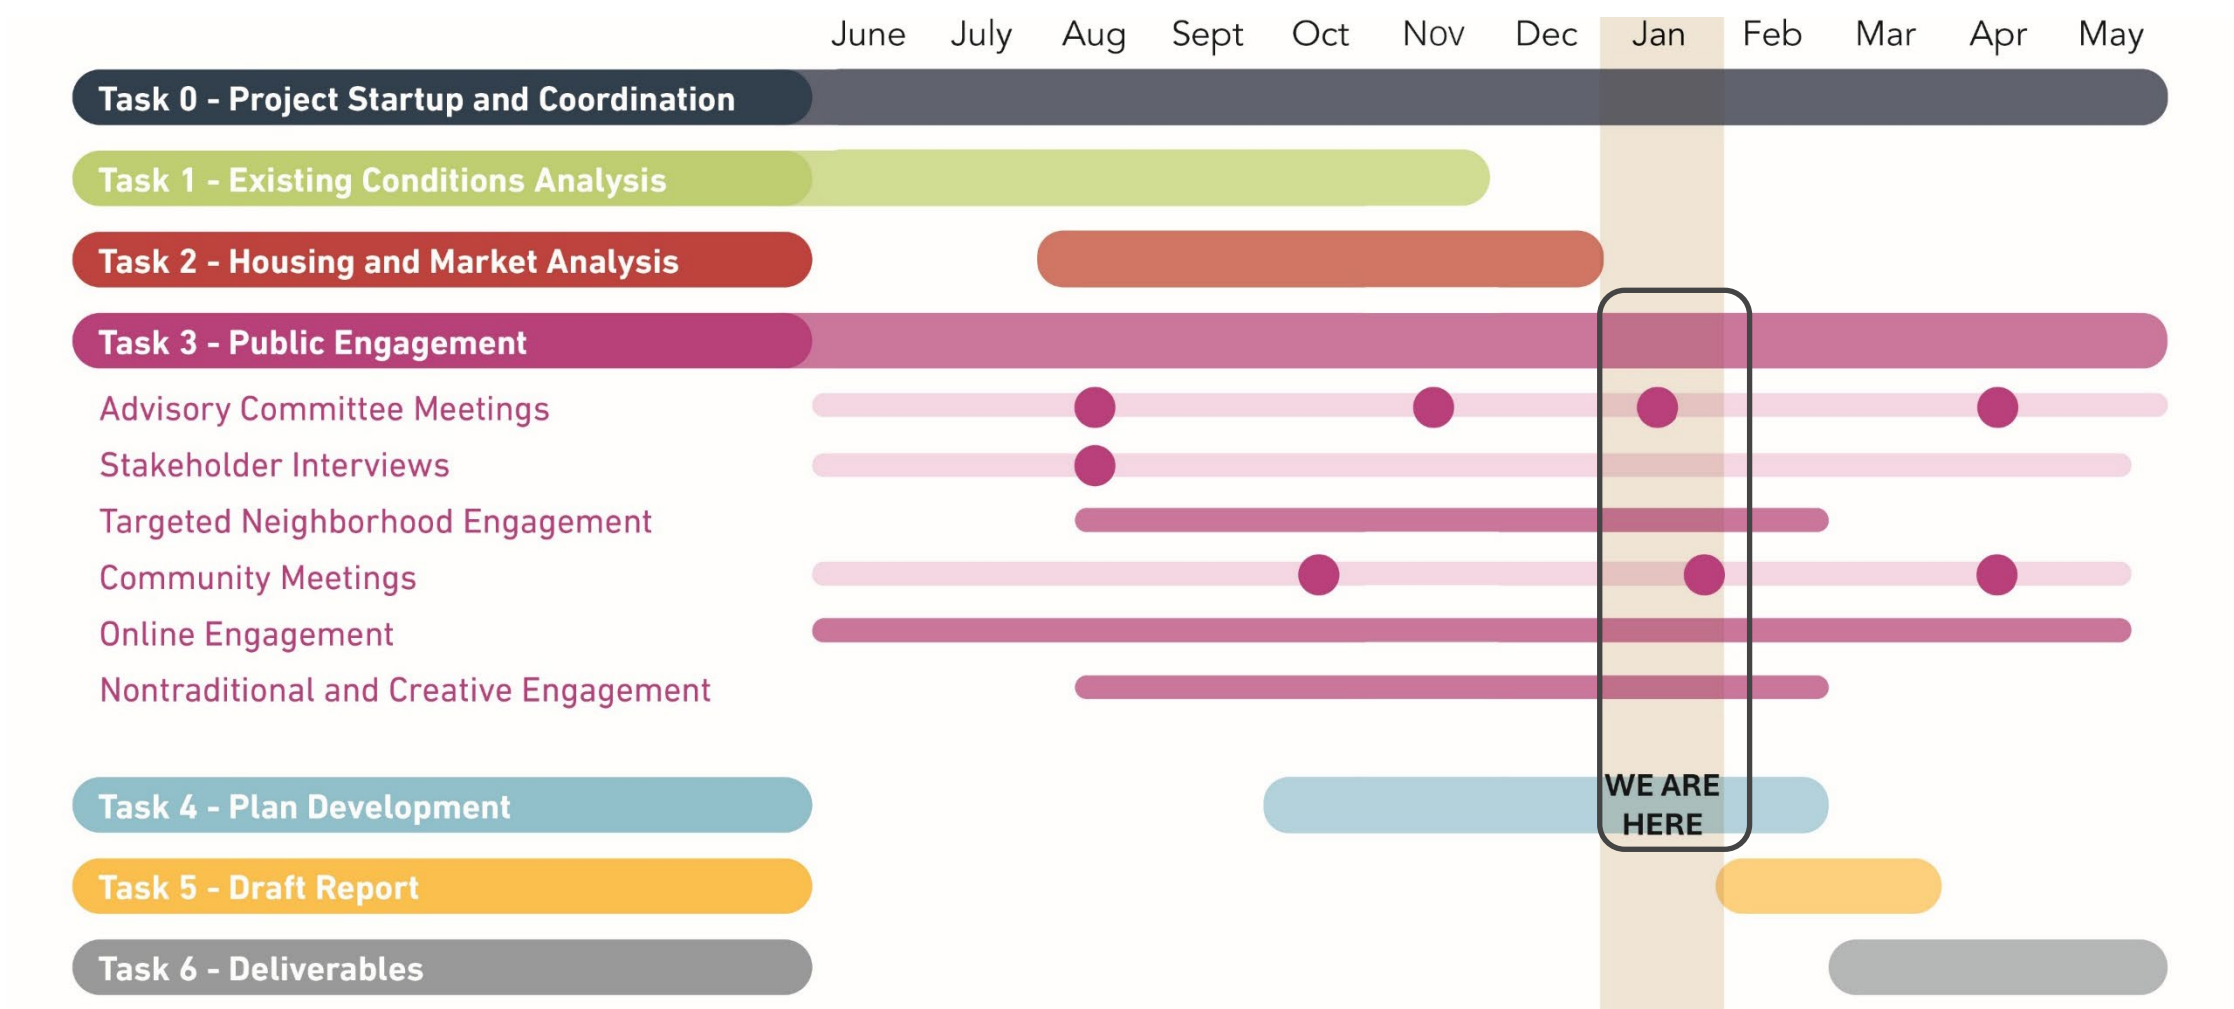 June July Aug Sept Oct Nov Dec Jan Feb Mar Apr May
Task 0 - Project Startup and Coordination
Task 1 - Existing Conditions Analysis
Task 2 - Housing and Market Analysis
Task 3 - Public Engagement
Advisory Committee Meetings
Stakeholder Interviews
Targeted Neighborhood Engagement
Community Meetings
Online Engagement
Nontraditional and Creative Engagement
WE ARE
HERE
Task 4 - Plan Development
Task 5 - Draft Report
Task 6 - Deliverables